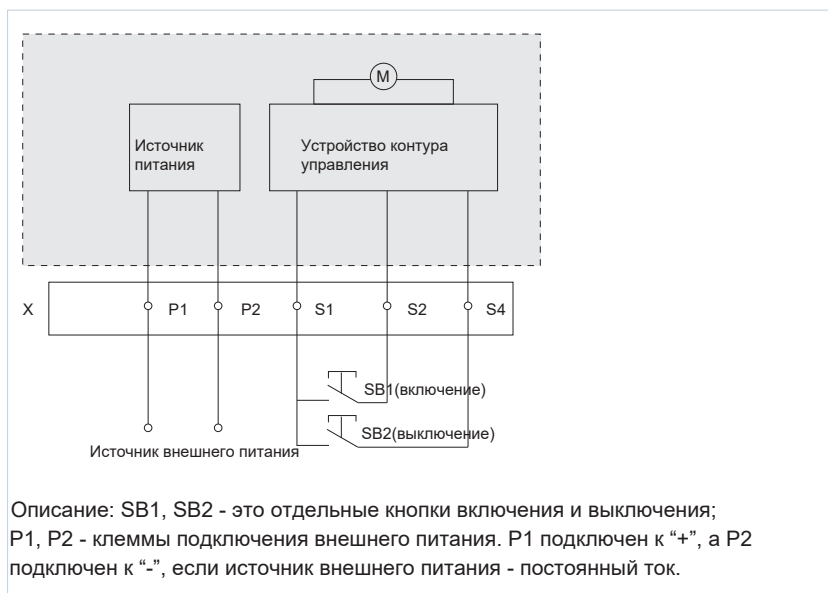 M
Источник
питания
Устройство контура
управления
X
P1
P2
S1
S2
S4
SB1(включение)
SB2(выключение)
Источник внешнего питания
Описание: SB1, SB2 - это отдельные кнопки включения и выключения;
P1, P2 - клеммы подключения внешнего питания. P1 подключен к “+”, а P2
подключен к “-”, если источник внешнего питания - постоянный ток.